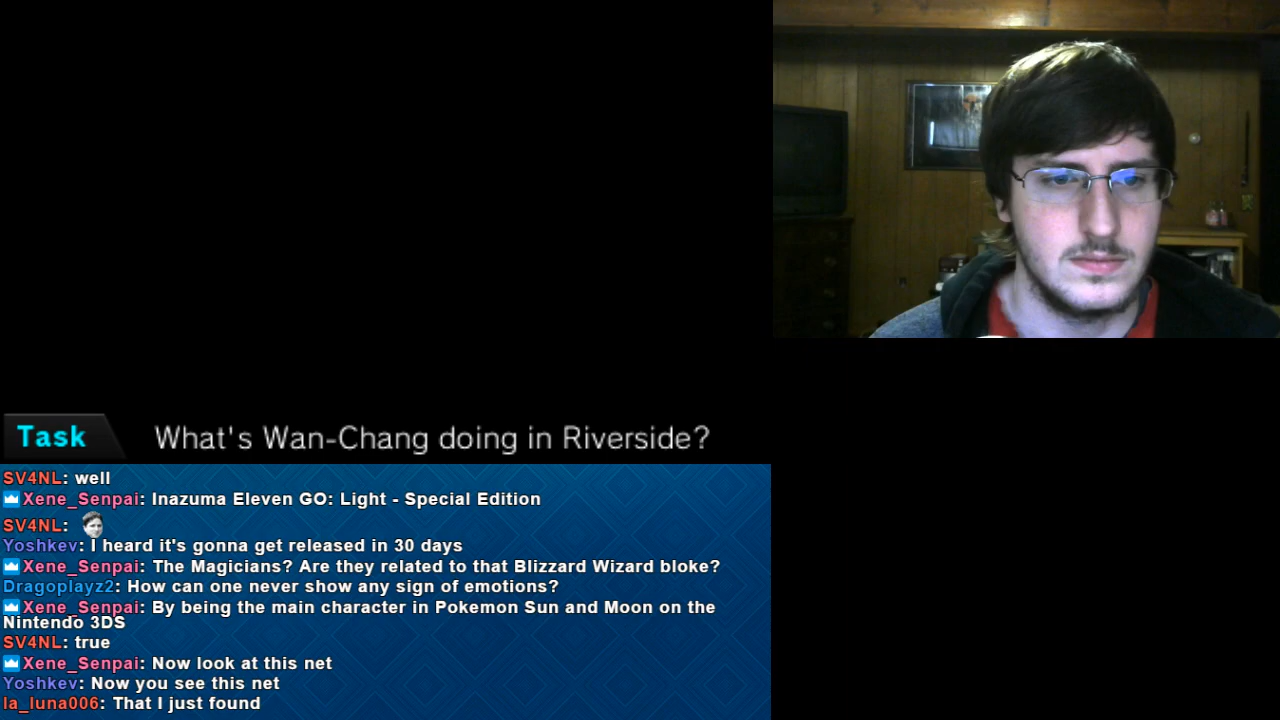 Task What's Wan-Chang doing in Riverside?
SV4NL: well
Xene_Senpai: Inazuma Eleven GO: Light - Special Edition
SV4NL:
Yoshkev: I heard it's gonna get released in 30 days
Xene_Senpai: The Magicians? Are they related to that Blizzard Wizard bloke?
Dragoplayz2: How can one never show any sign of emotions?
Xene_Senpai: By being the main character in Pokemon Sun and Moon on the
Nintendo 3DS
SV4NL: true
Xene_Senpai: Now look at this net
Yoshkev: Now you see this net
la_luna006: That I just found